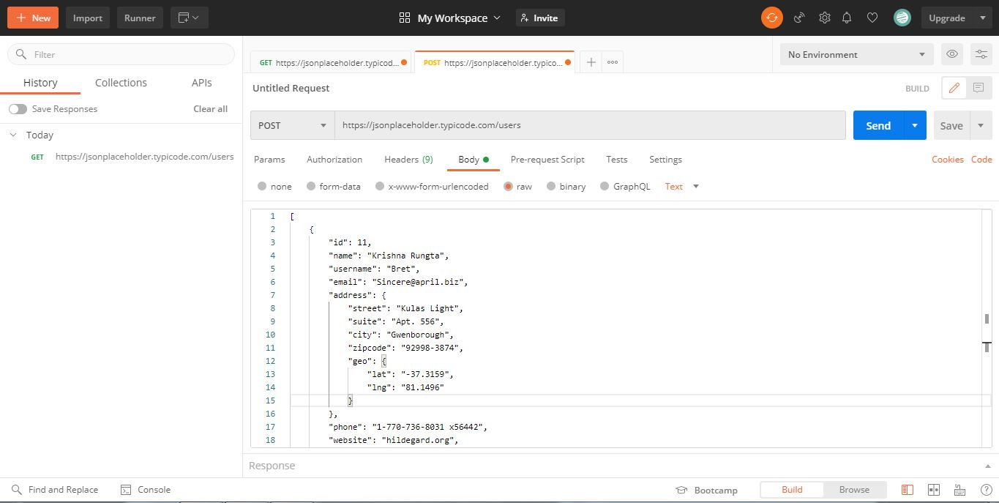 New Import Runner My Workspace Invite Upgrade
Filter
History Collections APIs
Save Responses Clear all
Today
GET https://jsonplaceholder.typicode.com/users
GET https://jsonplaceholder.typicod... POST https://jsonplaceholder.typico... No Environment
Untitled Request BUILD
POST https://jsonplaceholder.typicode.com/users Send Save
Params Authorization Headers (9) Body Pre-request Script Tests Settings Cookies Code
none form-data x-www-form-urlencoded raw binary GraphQL Text
1 [
2 {
3 "id": 11,
4 "name": "Krishna Rungta",
5 "username": "Bret",
6 "email": "Sincere@april.biz",
7 "address": {
8 "street": "Kulas Light",
9 "suite": "Apt. 556",
10 "city": "Gwenborough",
11 "zipcode": "92998-3874",
12 "geo": {
13 "lat": "-37.3159",
14 "lng": "81.1496"
15 }
16 },
17 "phone": "1-770-736-8031 x56442",
18 "website": "hildegard.org",
Response
Find and Replace Console Bootcamp Build Browse